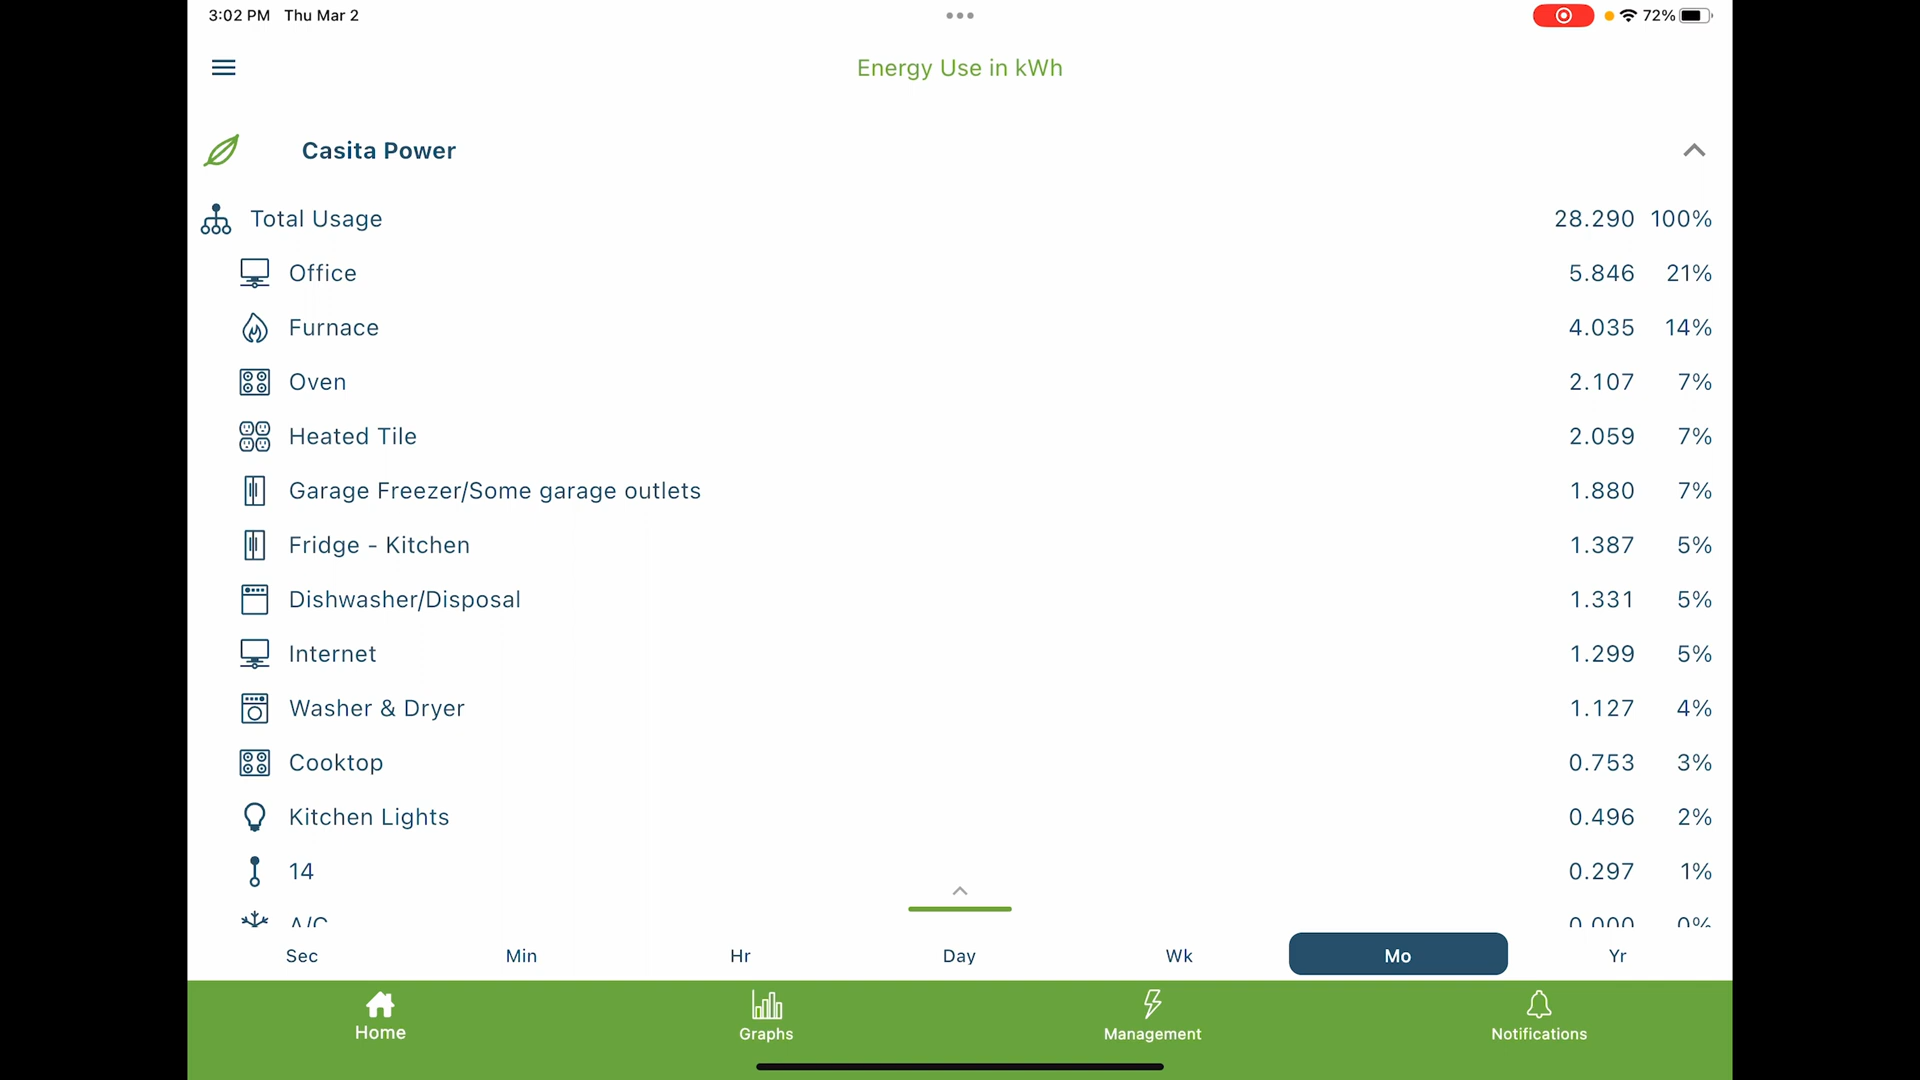 3:02 PM Thu Mar 2
72%
Energy Use in kWh
Casita Power
Total Usage 28.290 100%
Office 5.846 21%
Furnace 4.035 14%
Oven 2.107 7%
Heated Tile 2.059 7%
Garage Freezer/Some garage outlets 1.880 7%
Fridge - Kitchen 1.387 5%
Dishwasher/Disposal 1.331 5%
Internet 1.299 5%
Washer & Dryer 1.127 4%
Cooktop 0.753 3%
Kitchen Lights 0.496 2%
14 0.297 1%
A/C 0.000 0%
Sec Min Hr Day Wk Mo Yr
Home Graphs Management Notifications